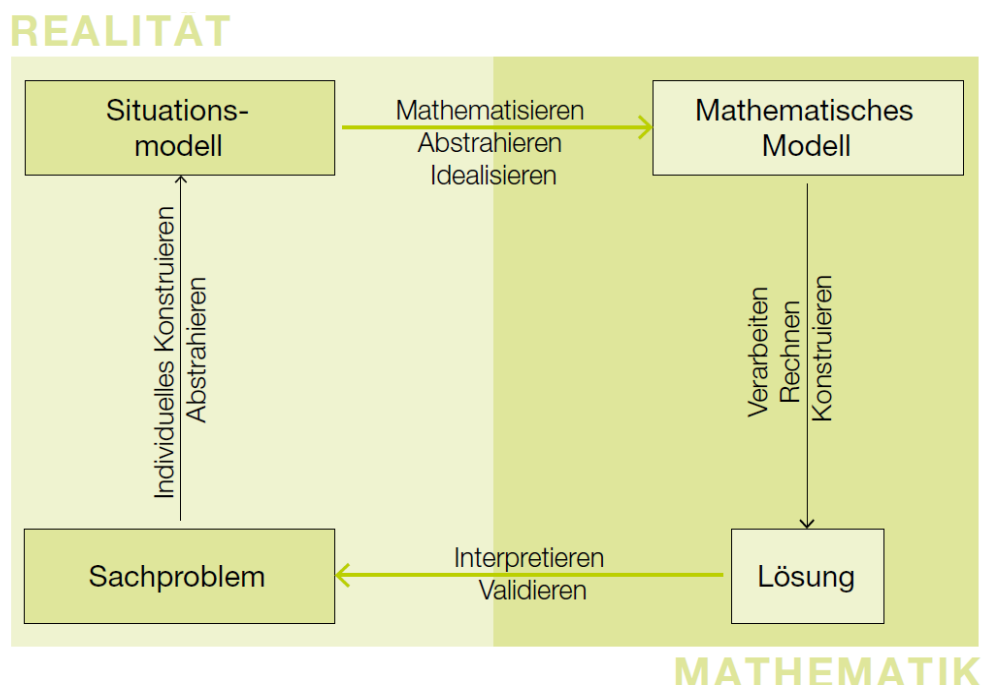 REALITÄT
Situations-
modell
Mathematisieren
Abstrahieren
Idealisieren
Mathematisches
Modell
Individuelles Konstruieren
Abstrahieren
Verarbeiten
Rechnen
Konstruieren
Sachproblem
Interpretieren
Validieren
Lösung
MATHEMATIK